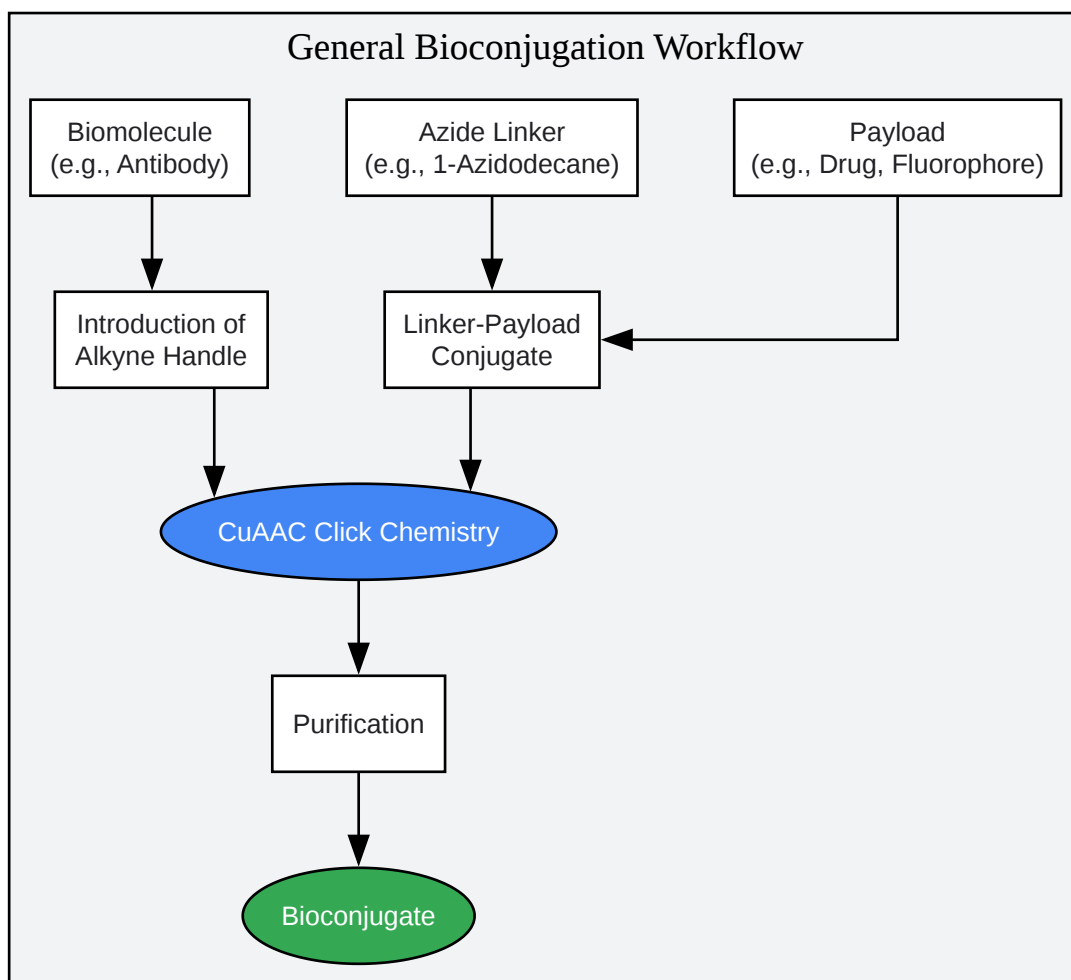 General Bioconjugation Workflow
Biomolecule
(e.g., Antibody)
Azide Linker
(e.g., 1-Azidodecane)
Payload
(e.g., Drug, Fluorophore)
Introduction of
Alkyne Handle
Linker-Payload
Conjugate
CuAAC Click Chemistry
Purification
Bioconjugate